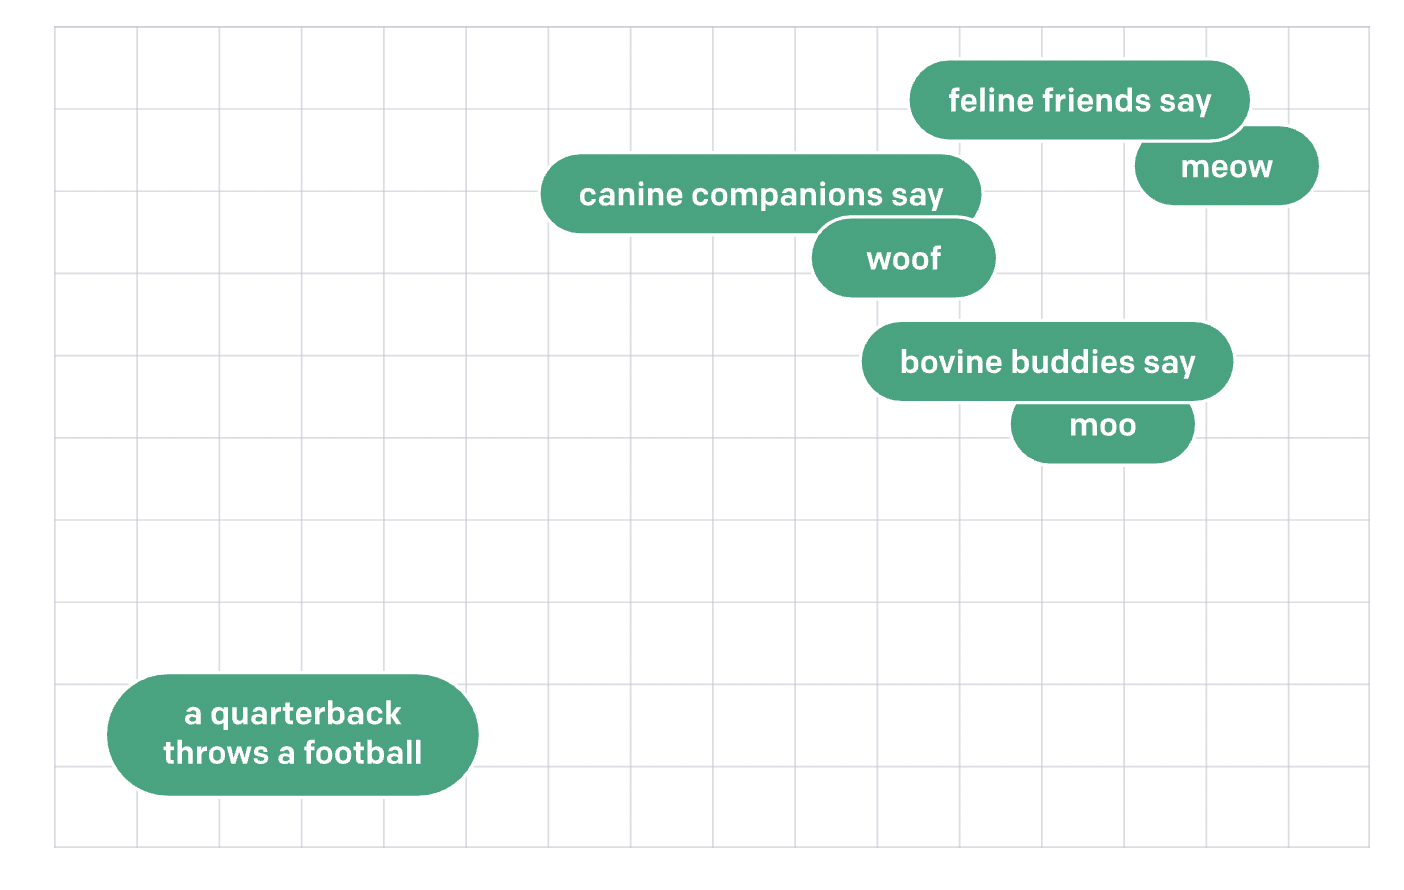 feline friends say
meow
canine companions say
woof
bovine buddies say
moo
a quarterback
throws a football